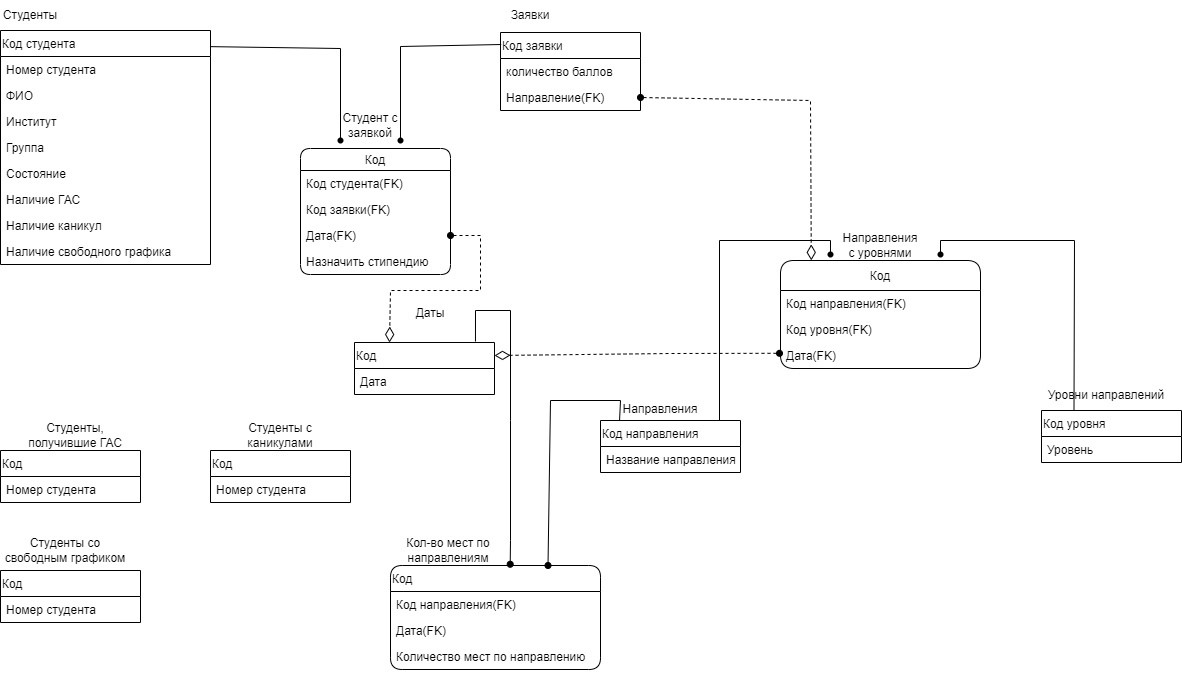 Студенты
Код студента
Номер студента
ФИО
Институт
Группа
Состояние
Наличие ГАС
Наличие каникул
Наличие свободного графика
Заявки
Код заявки
количество баллов
Направление(FK)
Студент с
заявкой
Код
Код студента(FK)
Код заявки(FK)
Дата(FK)
Назначить стипендию
Направления
с уровнями
Код
Код направления(FK)
Код уровня(FK)
Дата(FK)
Даты
Код
Дата
Направления
Код направления
Название направления
Уровни направлений
Код уровня
Уровень
Студенты,
получившие ГАС
Код
Номер студента
Студенты с
каникулами
Код
Номер студента
Студенты со
свободным графиком
Код
Номер студента
Кол-во мест по
направлениям
Код
Код направления(FK)
Дата(FK)
Количество мест по направлению